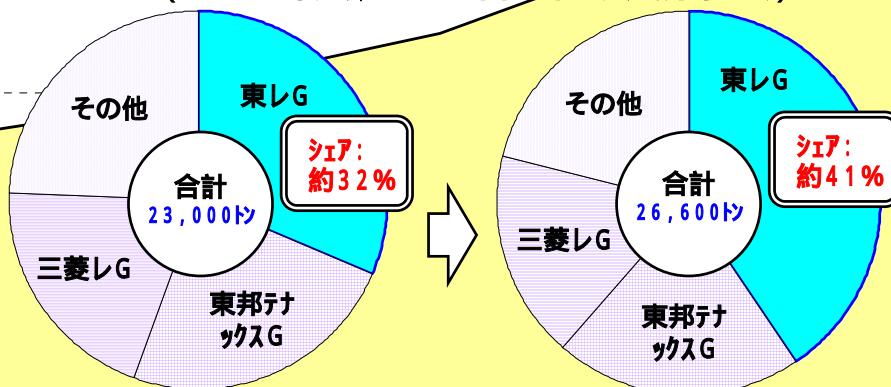 東レG
その他
シェア:
約32%
合計
23,000トン
三菱レG
東邦テナ
ックスG
東レG
その他
シェア:
約41%
合計
26,600トン
三菱レG
東邦テナ
ックスG